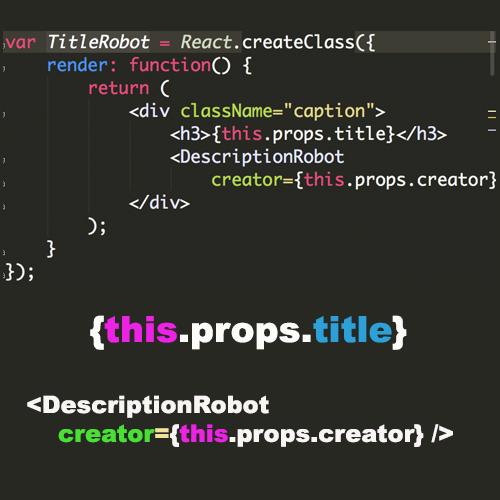 var TitleRobot = React.createClass({
render: function() {
return (
<div className="caption">
<h3>{this.props.title}</h3>
<DescriptionRobot
creator={this.props.creator}
</div>
);
}
});
{this.props.title}
<DescriptionRobot
creator={this.props.creator} />